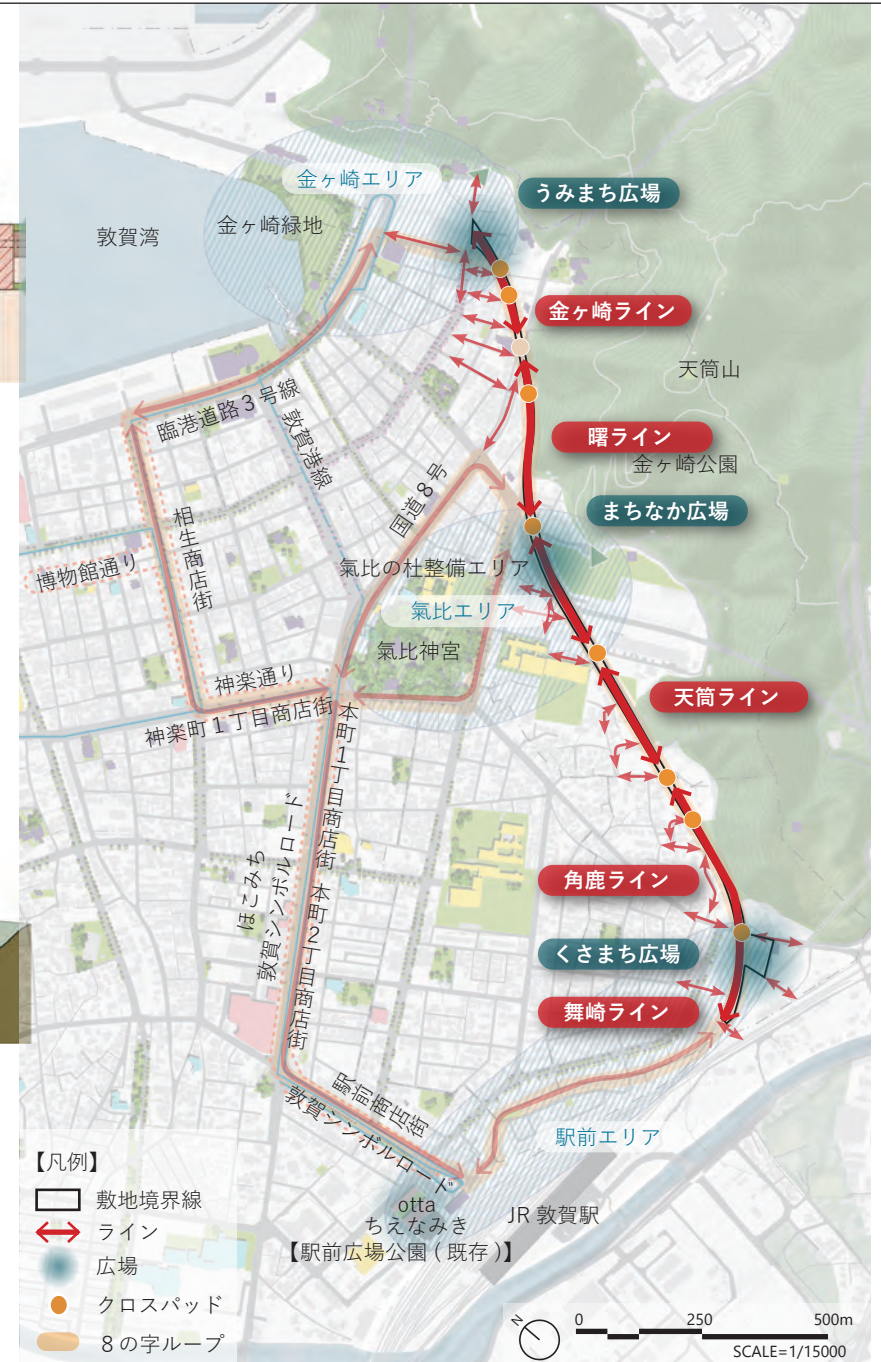 金ヶ崎エリア
うみまち広場
敦賀湾
金ヶ崎緑地
金ヶ崎ライン
天筒山
臨港道路3号線
敦賀港線
曙ライン
金ヶ崎公園
国道8号
まちなか広場
相生商店街
博物館通り
氣比の杜整備エリア
氣比エリア
氣比神宮
神楽通り
神楽町1丁目商店街
天筒ライン
本町1丁目商店街
ほこみち
敦賀シンボルロード
本町2丁目商店街
角鹿ライン
くさまち広場
舞崎ライン
駅前商店街
敦賀シンボルロード
駅前エリア
otta
ちえなみき
【駅前広場公園(既存)】
JR敦賀駅
【凡例】
敷地境界線
ライン
広場
クロスパッド
8の字ループ
N
0 250 500m
SCALE=1/15000